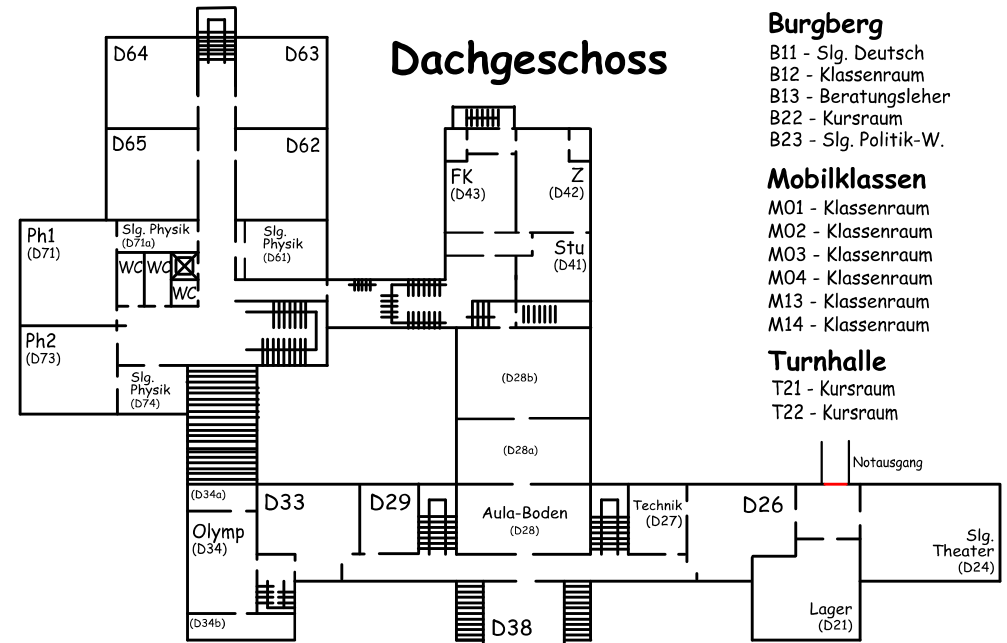 Dachgeschoss
D64
D63
D65
D62
Ph1
(D71)
Slg. Physik
(D71a)
Slg.
Physik
(D61)
WC
WC
WC
Ph2
(D73)
Slg.
Physik
(D74)
FK
(D43)
Z
(D42)
Stu
(D41)
(D28b)
(D28a)
(D34a)
D33
D29
Aula-Boden
(D28)
Technik
(D27)
D26
Notausgang
Olymp
(D34)
(D34b)
D38
Slg.
Theater
(D24)
Lager
(D21)
Burgberg
B11 - Slg. Deutsch
B12 - Klassenraum
B13 - Beratungsleher
B22 - Kursraum
B23 - Slg. Politik-W.
Mobilklassen
M01 - Klassenraum
M02 - Klassenraum
M03 - Klassenraum
M04 - Klassenraum
M13 - Klassenraum
M14 - Klassenraum
Turnhalle
T21 - Kursraum
T22 - Kursraum